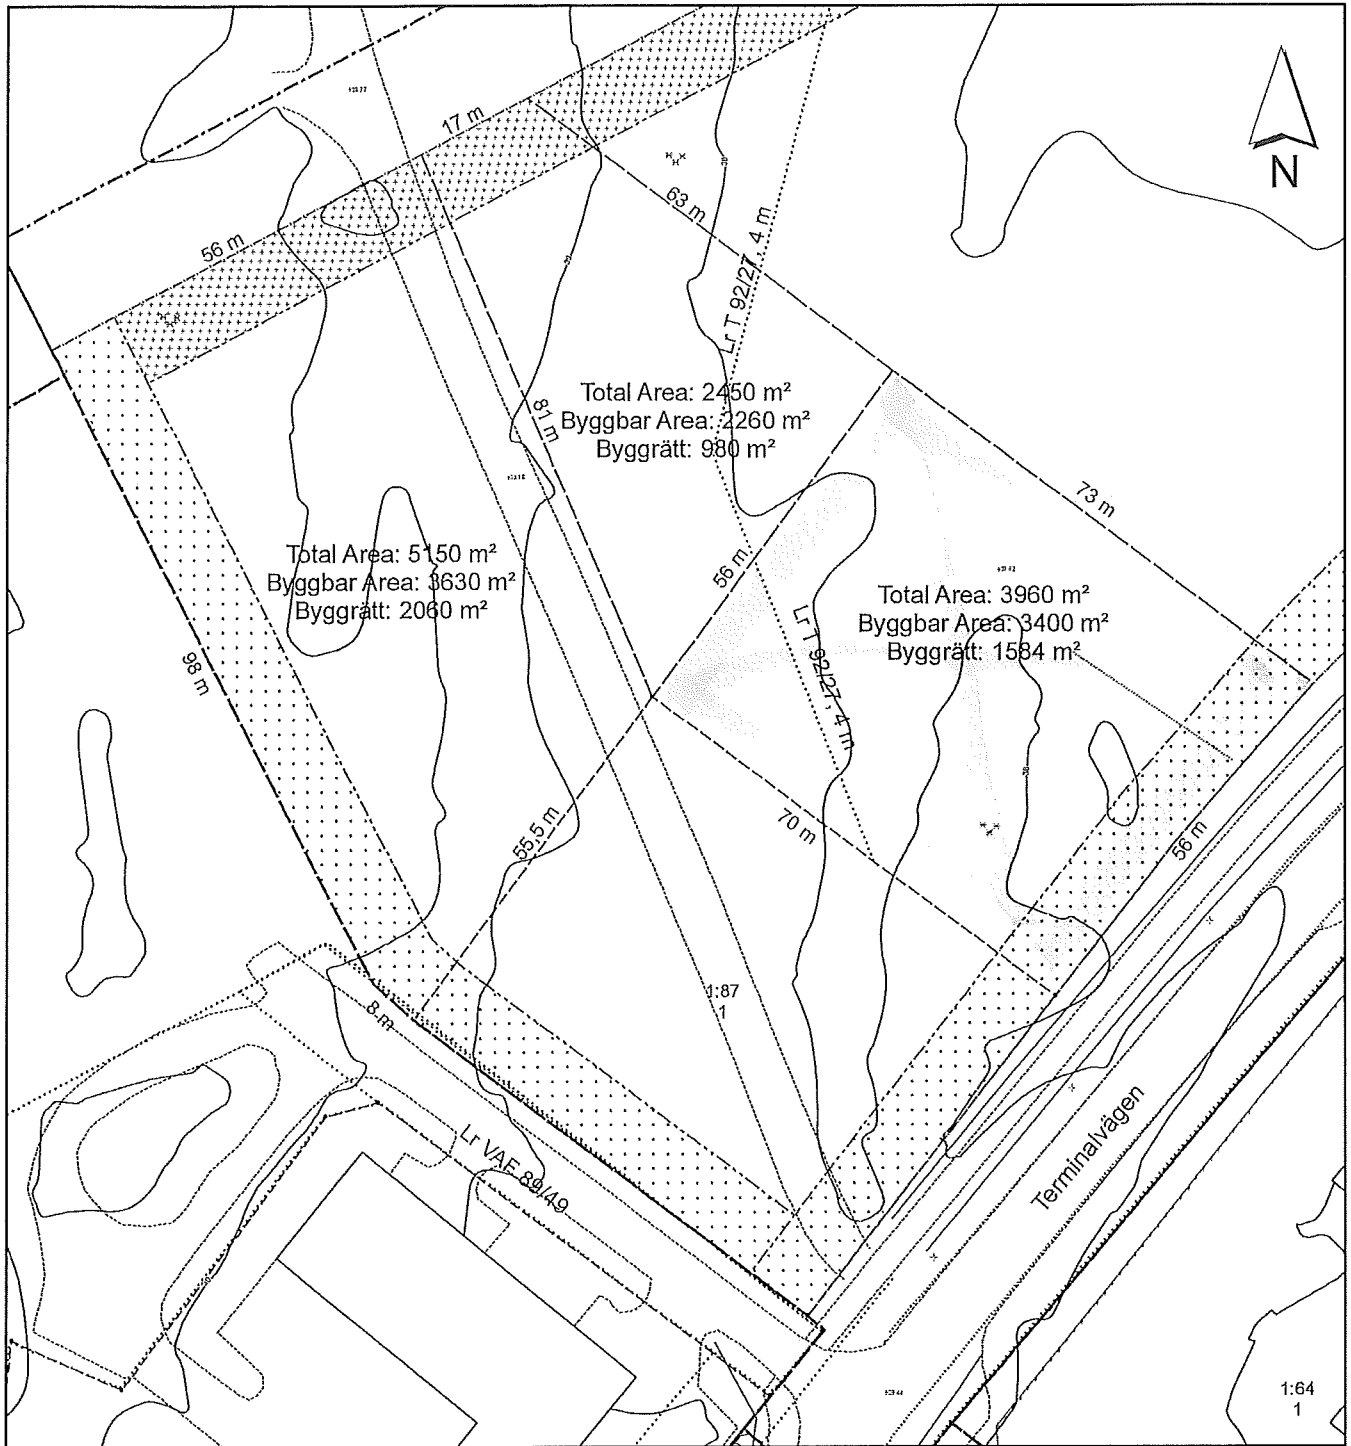 N
17 m
56 m
63 m
Lr T 92/27, 4 m
Total Area: 2450 m²
Byggbar Area: 2260 m²
Byggrätt: 980 m²
81 m
73 m
Total Area: 5150 m²
Byggbar Area: 3630 m²
Byggrätt: 2060 m²
56 m
Total Area: 3960 m²
Byggbar Area: 3400 m²
Byggrätt: 1584 m²
Lr T 92/27, 4 m
98 m
55,5 m
70 m
56 m
1:87
1
8 m
Lr VAF 89/49
Terminalvägen
1:64
1